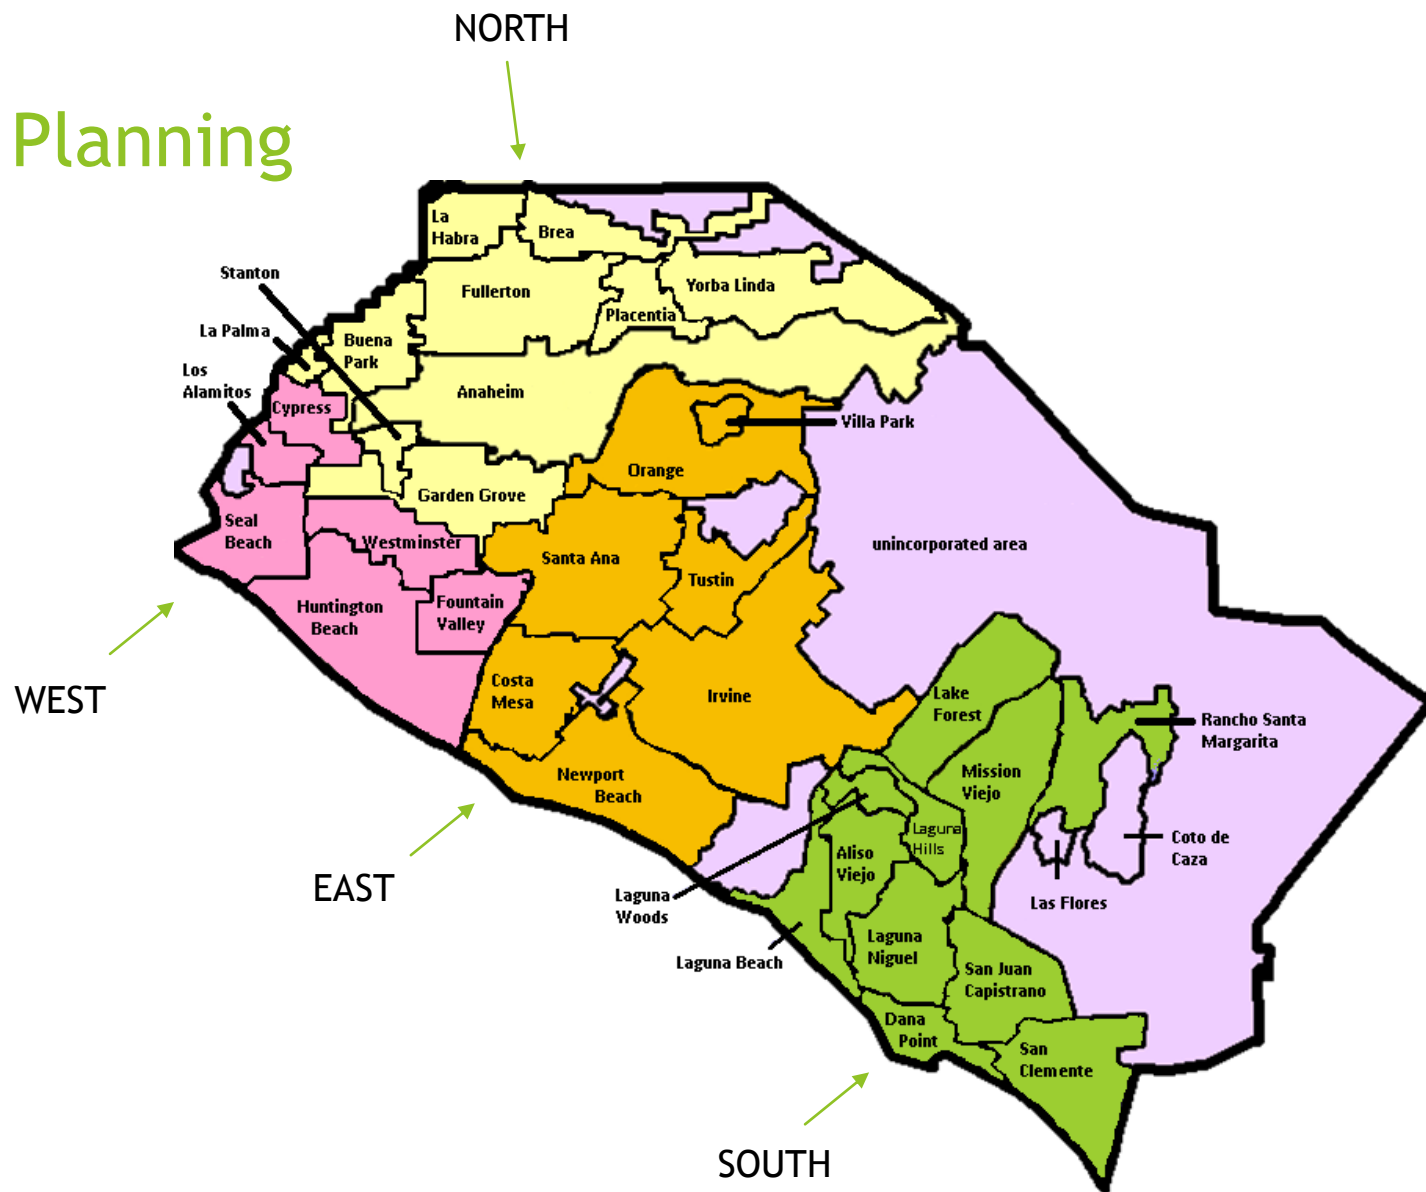 NORTH
Planning
La
Habra
Brea
Stanton
Fullerton
Yorba Linda
Placentia
La Palma
Buena
Park
Los
Alamitos
Anaheim
Cypress
Villa Park
Orange
Garden Grove
Seal
Beach
Westminster
Santa Ana
unincorporated area
Tustin
Huntington
Beach
Fountain
Valley
WEST
Costa
Mesa
Irvine
Lake
Forest
Rancho Santa
Margarita
Newport
Beach
Mission
Viejo
Laguna
Hills
Coto de
Caza
Aliso
Viejo
EAST
Laguna
Woods
Las Flores
Laguna
Niguel
Laguna Beach
San Juan
Capistrano
Dana
Point
San
Clemente
SOUTH